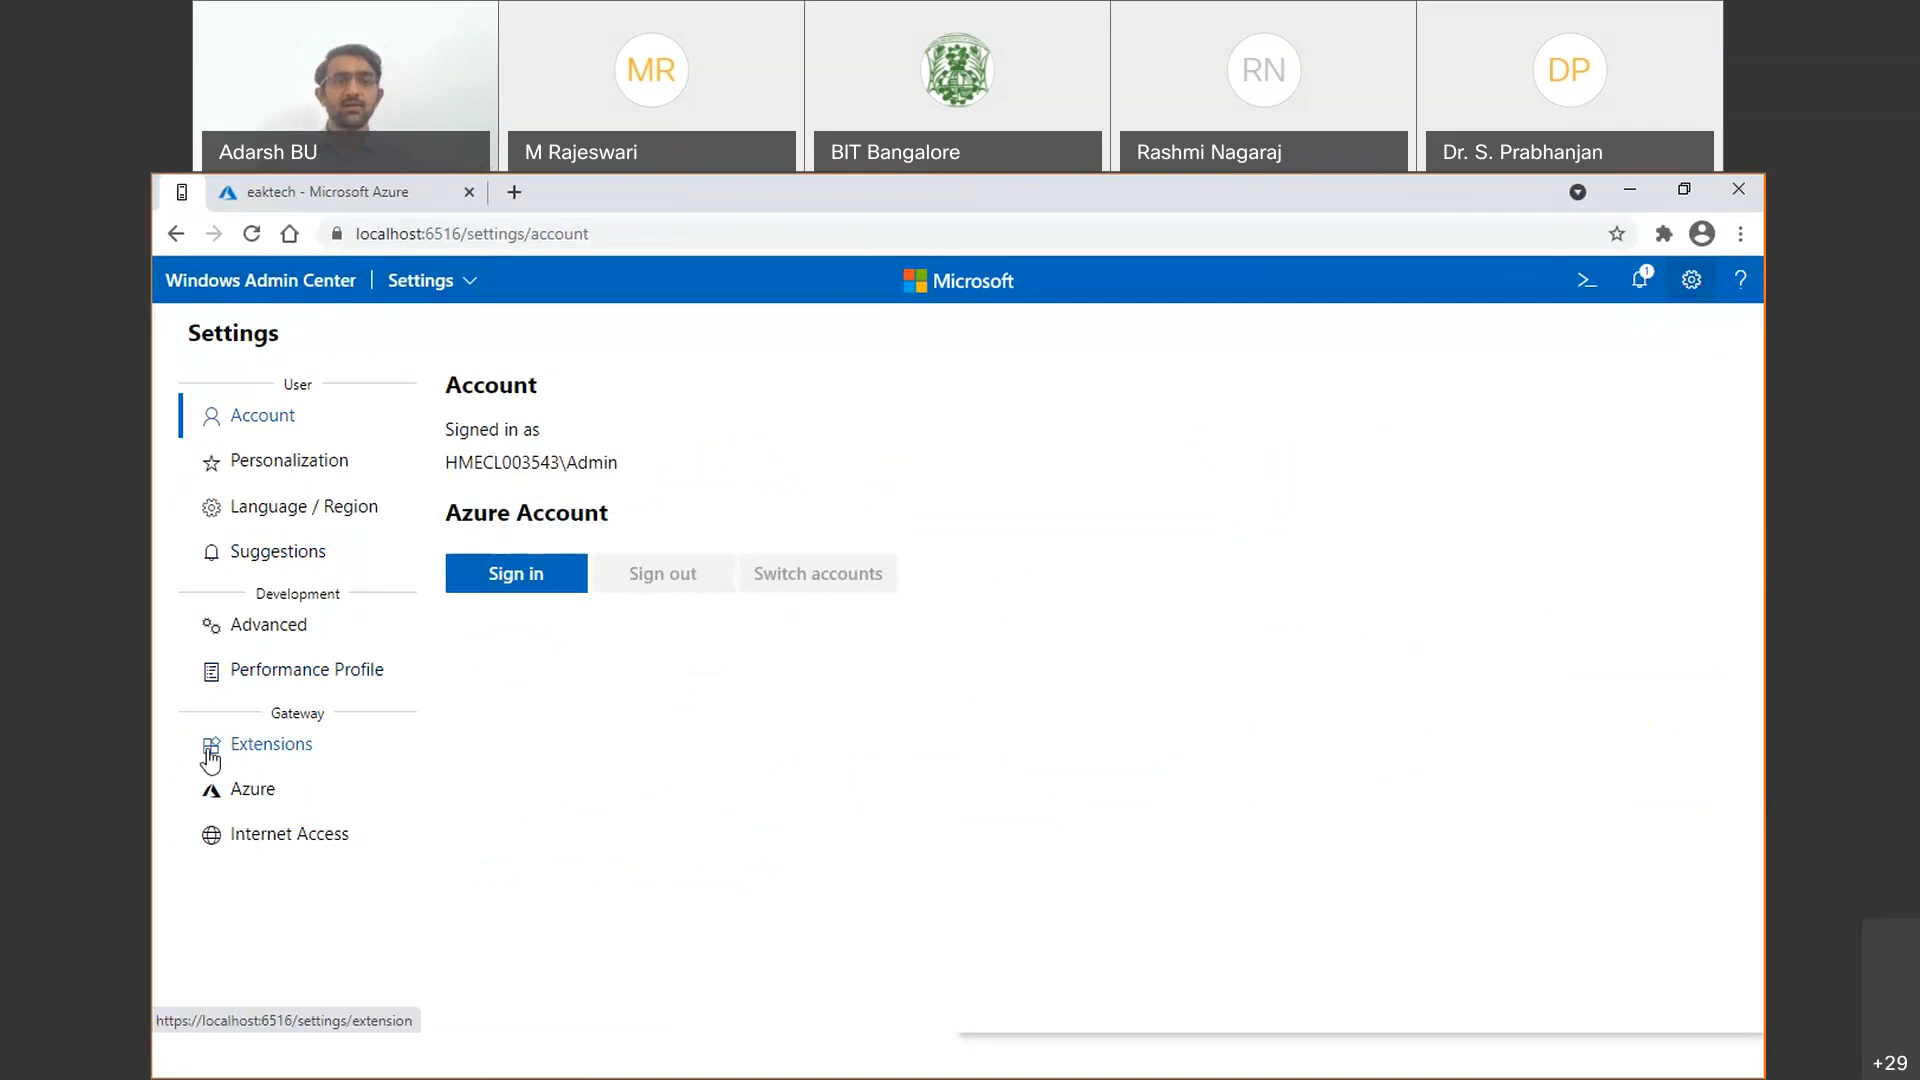 MR
RN
DP
Adarsh BU
M Rajeswari
BIT Bangalore
Rashmi Nagaraj
Dr. S. Prabhanjan
eaktech - Microsoft Azure
localhost:6516/settings/account
Windows Admin Center
Settings
Microsoft
1
?
Settings
User
Account
Personalization
Language / Region
Suggestions
Development
Advanced
Performance Profile
Gateway
Extensions
Azure
Internet Access
Account
Signed in as
HMECL003543\Admin
Azure Account
Sign in
Sign out
Switch accounts
https://localhost:6516/settings/extension
+29